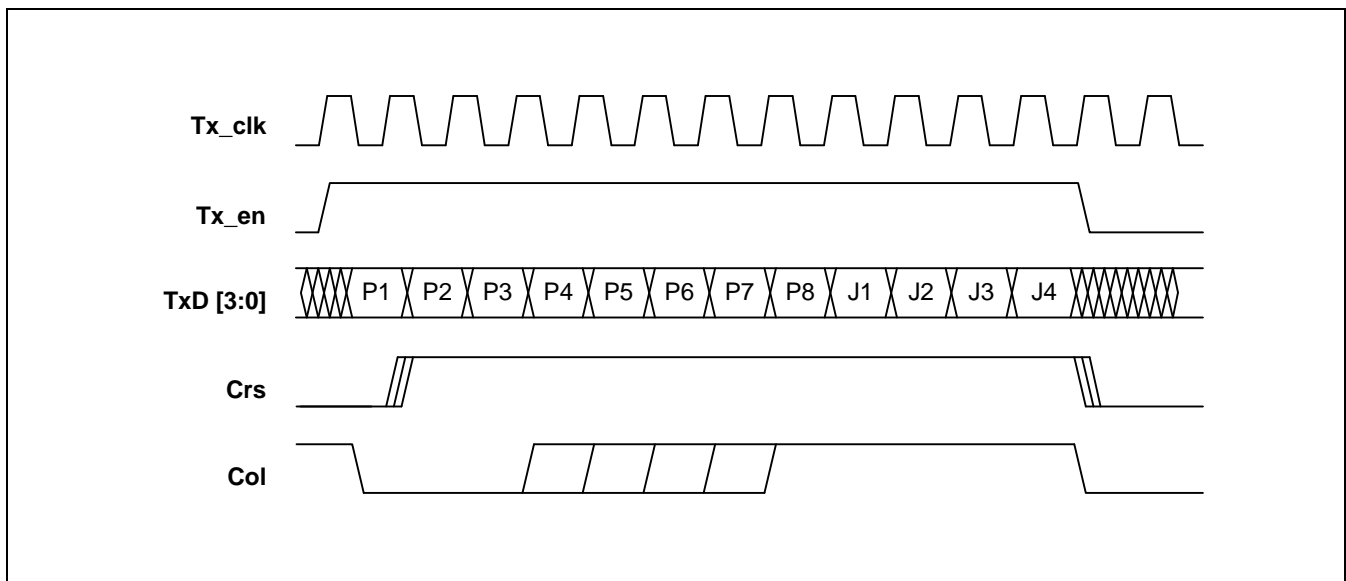 Tx_clk
Tx_en
TxD [3:0] P1 P2 P3 P4 P5 P6 P7 P8 J1 J2 J3 J4
Crs
Col